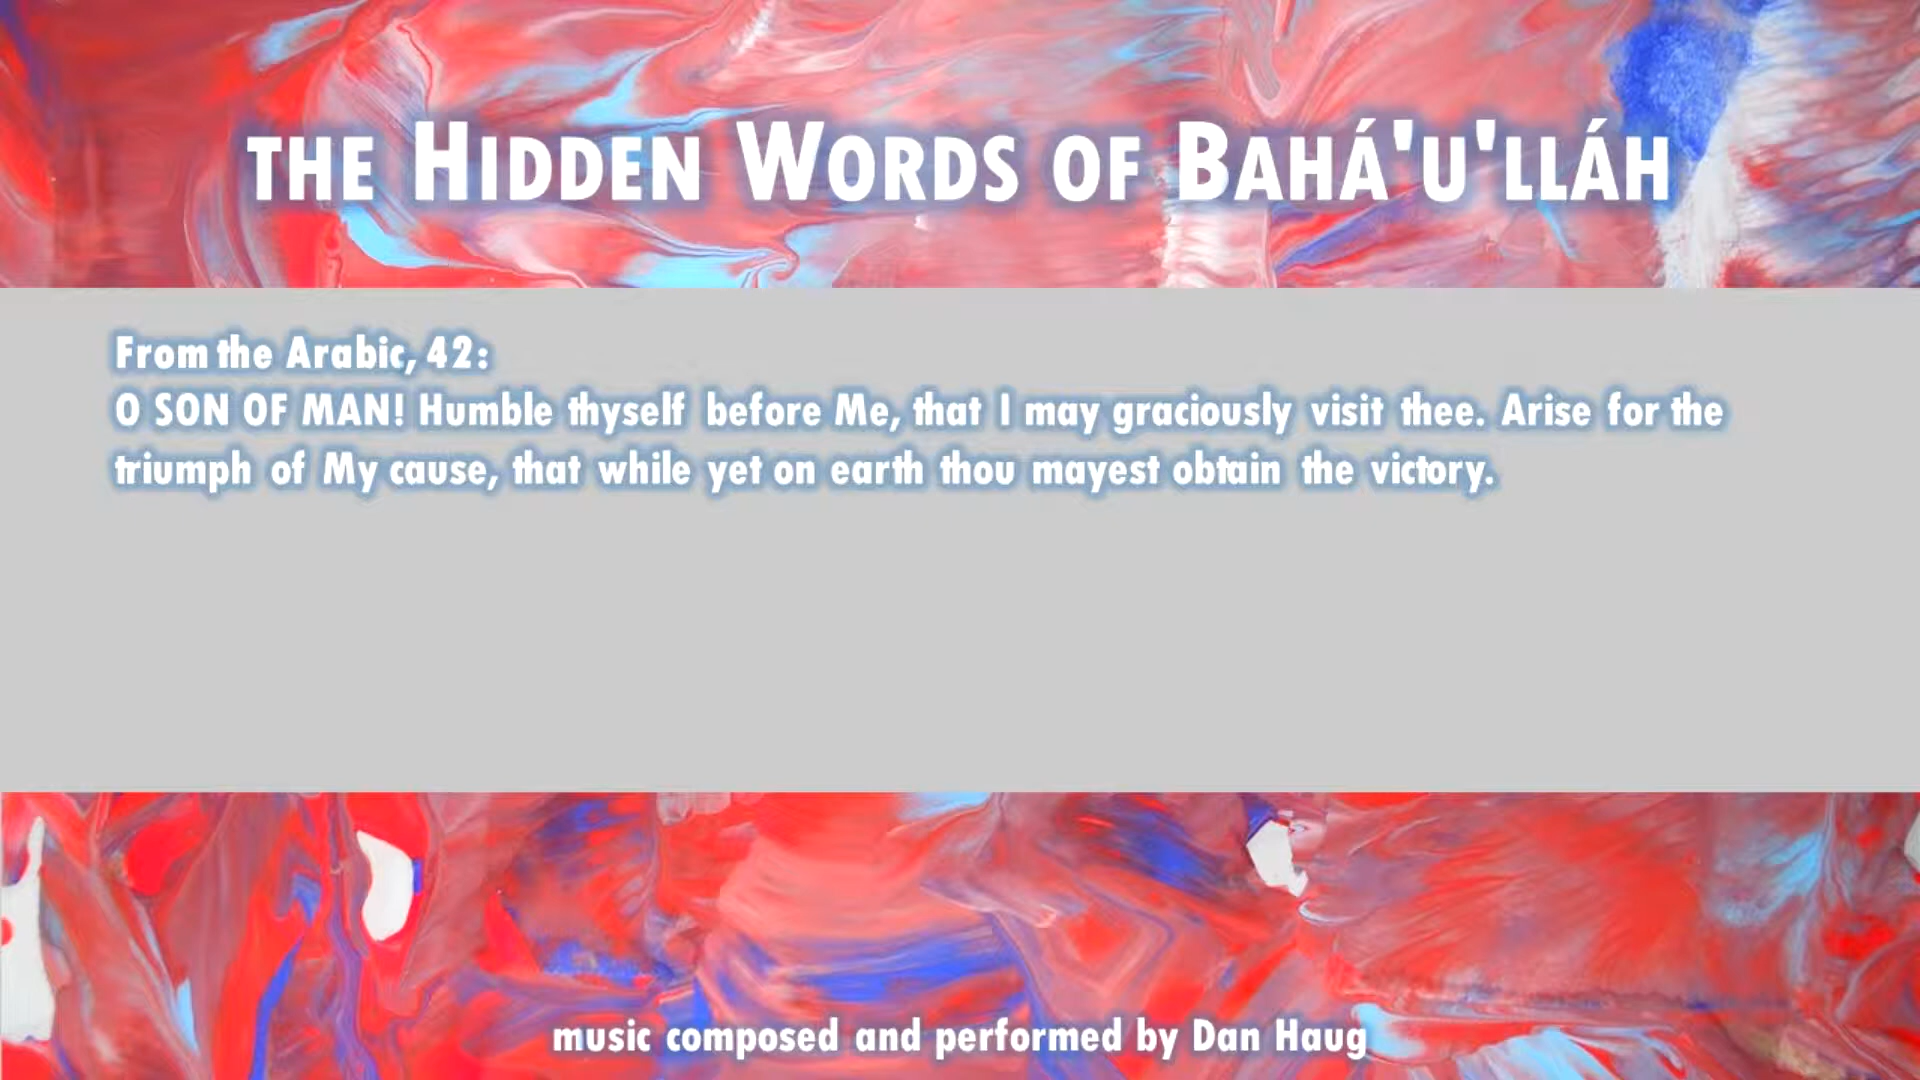 THE HIDDEN WORDS OF BAHÁ'U'LLÁH
From the Arabic, 42:
O SON OF MAN! Humble thyself before Me, that I may graciously visit thee. Arise for the
triumph of My cause, that while yet on earth thou mayest obtain the victory.
music composed and performed by Dan Haug